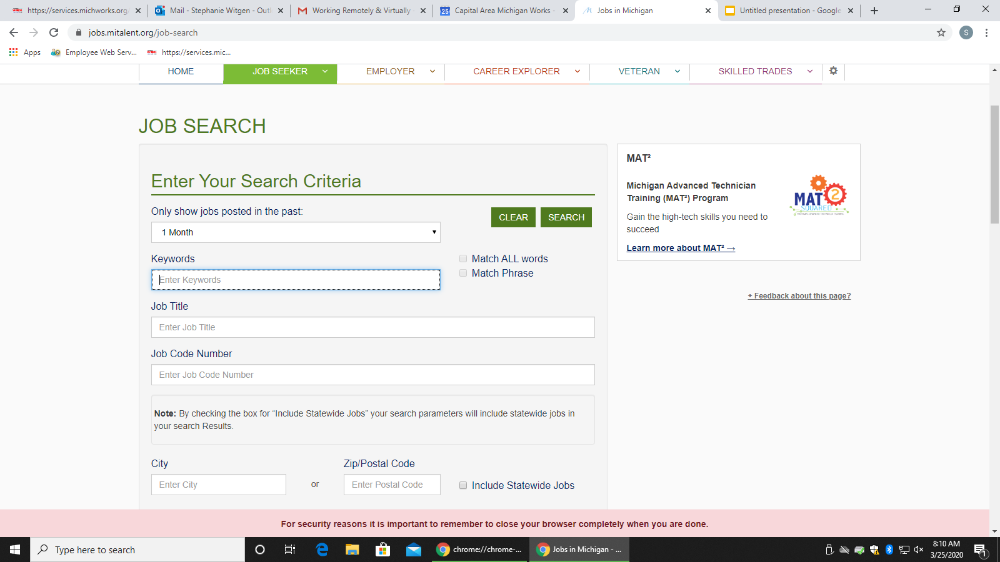 https://services.michworks.org/
Mail - Stephanie Witgen - Outl
Working Remotely & Virtually -
Capital Area Michigan Works -
Jobs in Michigan
Untitled presentation - Google
jobs.mitalent.org/job-search
S
Apps
Employee Web Serv...
https://services.mic...
HOME
JOB SEEKER
EMPLOYER
CAREER EXPLORER
VETERAN
SKILLED TRADES
JOB SEARCH
Enter Your Search Criteria
Only show jobs posted in the past:
CLEAR
SEARCH
1 Month
Keywords
Match ALL words
Enter Keywords
Match Phrase
Job Title
Enter Job Title
Job Code Number
Enter Job Code Number
Note: By checking the box for “Include Statewide Jobs” your search parameters will include statewide jobs in
your search Results.
City
Zip/Postal Code
Enter City
or
Enter Postal Code
Include Statewide Jobs
MAT²
Michigan Advanced Technician
Training (MAT²) Program
Gain the high-tech skills you need to
succeed
Learn more about MAT² →
MAT 2
SQUARED
MICHIGAN ADVANCED TECHNICIAN TRAINING
+ Feedback about this page?
For security reasons it is important to remember to close your browser completely when you are done.
Type here to search
chrome://chrome-...
Jobs in Michigan - ...
8:10 AM
3/25/2020
1
25